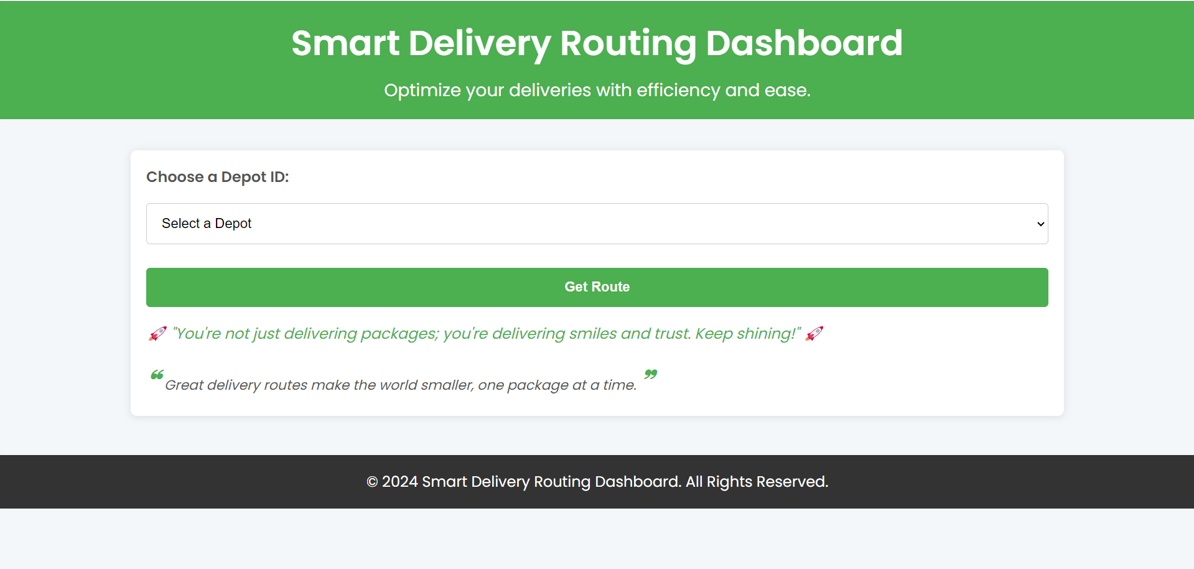 Smart Delivery Routing Dashboard
Optimize your deliveries with efficiency and ease.
Choose a Depot ID:
Select a Depot
Get Route
🚀 "You're not just delivering packages; you're delivering smiles and trust. Keep shining!" 🚀
❝ Great delivery routes make the world smaller, one package at a time. ❞
© 2024 Smart Delivery Routing Dashboard. All Rights Reserved.